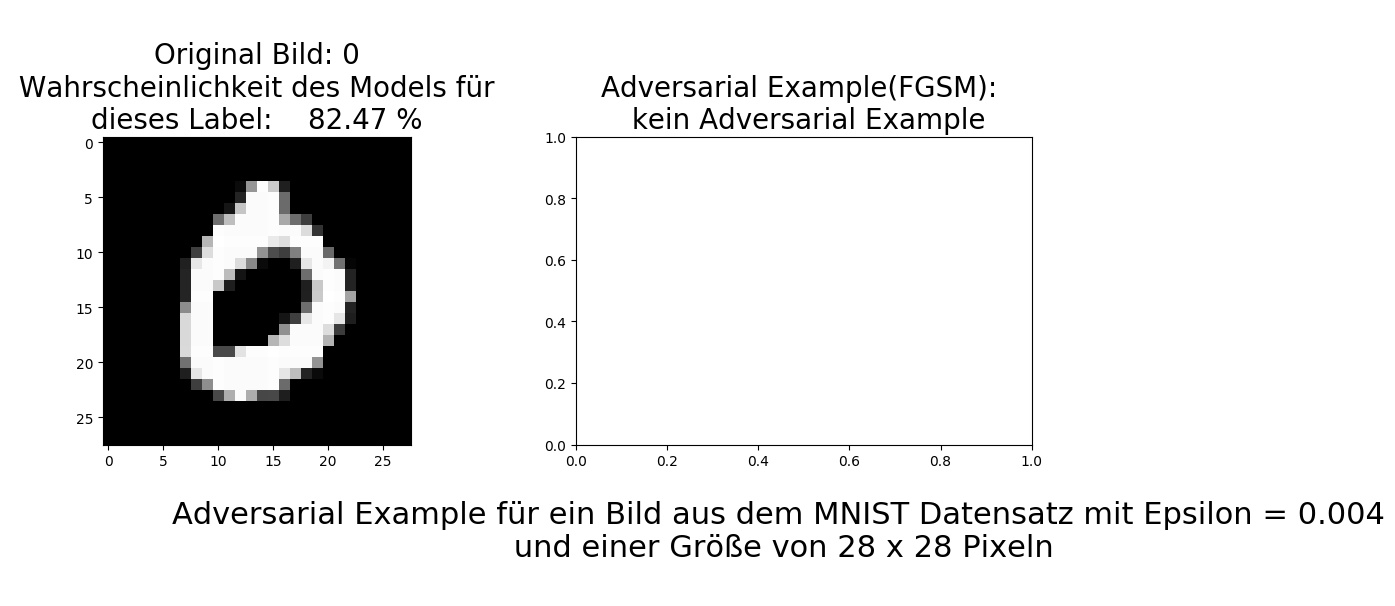 Original Bild: 0
Wahrscheinlichkeit des Models für
dieses Label:    82.47 %
Adversarial Example(FGSM):
kein Adversarial Example
0
5
10
15
20
25
0 5 10 15 20 25
1.0
0.8
0.6
0.4
0.2
0.0
0.0 0.2 0.4 0.6 0.8 1.0
Adversarial Example für ein Bild aus dem MNIST Datensatz mit Epsilon = 0.004
und einer Größe von 28 x 28 Pixeln